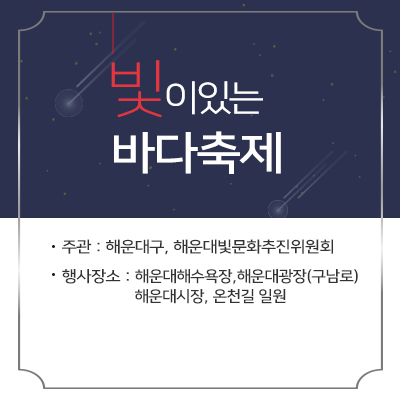 빛이있는
바다축제
· 주관 : 해운대구, 해운대빛문화추진위원회
· 행사장소 : 해운대해수욕장,해운대광장(구남로)
해운대시장, 온천길 일원